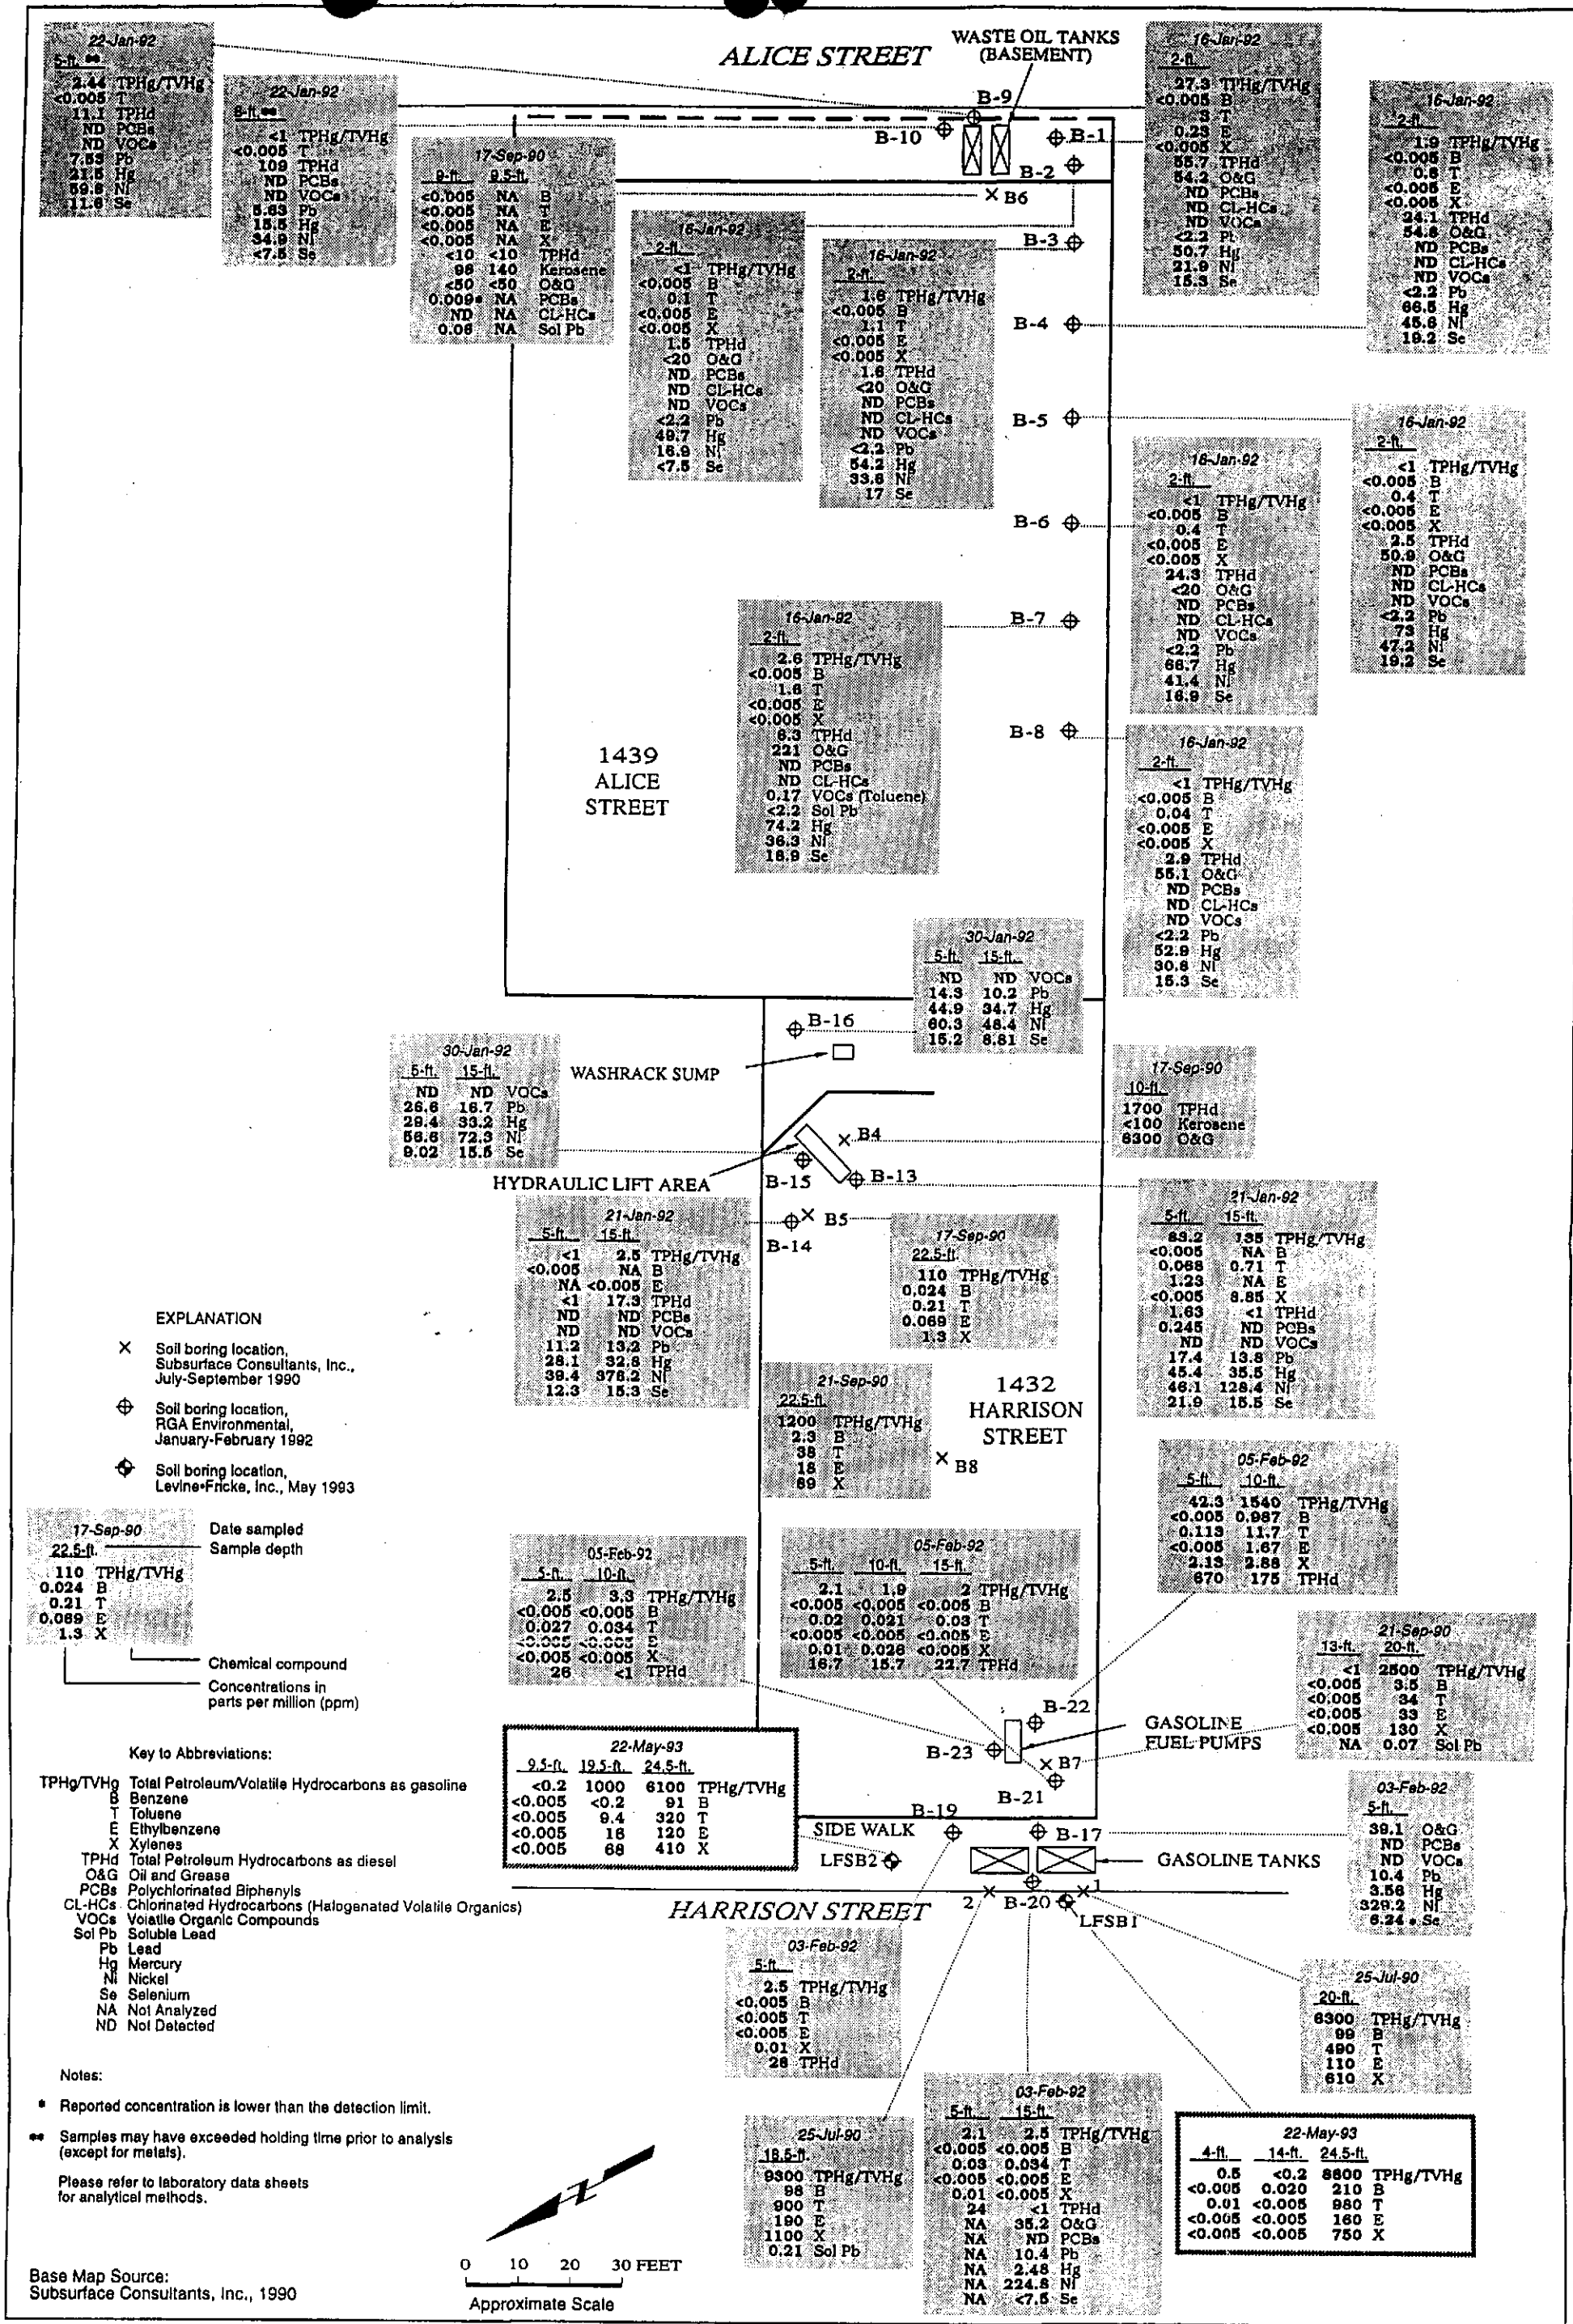 ALICE STREET
WASTE OIL TANKS
(BASEMENT)
22-Jan-92
5-ft. **
2.44 TPHg/TVHg
<0.005 T
11.1 TPHd
ND PCBs
ND VOCs
7.53 Pb
21.5 Hg
59.8 Ni
11.6 Se
22-Jan-92
<1 TPHg/TVHg
<0.005 T
109 TPHd
ND PCBs
ND VOCs
5.63 Pb
15.5 Hg
34.9 Ni
<7.5 Se
17-Sep-90
9-ft. 9.5-ft.
<0.005 NA B
<0.005 NA T
<0.005 NA E
<0.005 NA X
<10 <10 TPHd
98 140 Kerosene
<50 <50 O&G
0.009* NA PCBs
ND NA CL-HCs
0.06 NA Sol Pb
B-9
B-10
B-1
B-2
B6
B-3
B-4
B-5
B-6
B-7
B-8
16-Jan-92
2-ft.
27.3 TPHg/TVHg
<0.005 B
3 T
0.23 E
<0.005 X
55.7 TPHd
54.2 O&G
ND PCBs
ND CL-HCs
ND VOCs
<2.2 Pb
50.7 Hg
21.9 Ni
15.3 Se
16-Jan-92
2-ft.
1.9 TPHg/TVHg
<0.005 B
0.6 T
<0.005 E
<0.005 X
24.1 TPHd
54.8 O&G
ND PCBs
ND CL-HCs
ND VOCs
<2.2 Pb
66.5 Hg
45.6 Ni
19.2 Se
15-Jan-92
2-ft.
<1 TPHg/TVHg
<0.005 B
0.1 T
<0.005 E
<0.005 X
1.5 TPHd
<20 O&G
ND PCBs
ND CL-HCs
ND VOCs
<2.2 Pb
49.7 Hg
16.9 Ni
<7.5 Se
16-Jan-92
2-ft.
1.6 TPHg/TVHg
<0.005 B
1.1 T
<0.005 E
<0.005 X
1.6 TPHd
<20 O&G
ND PCBs
ND CL-HCs
ND VOCs
<2.2 Pb
54.2 Hg
33.8 Ni
17 Se
16-Jan-92
2-ft.
<1 TPHg/TVHg
<0.005 B
0.4 T
<0.005 E
<0.005 X
2.5 TPHd
50.9 O&G
ND PCBs
ND CL-HCs
ND VOCs
<2.2 Pb
73 Hg
47.2 Ni
19.2 Se
16-Jan-92
2-ft.
<1 TPHg/TVHg
<0.005 B
0.4 T
<0.005 E
<0.005 X
24.3 TPHd
<20 O&G
ND PCBs
ND CL-HCs
ND VOCs
<2.2 Pb
66.7 Hg
41.4 Ni
16.9 Se
16-Jan-92
2-ft.
2.6 TPHg/TVHg
<0.005 B
1.6 T
<0.005 E
<0.005 X
6.3 TPHd
221 O&G
ND PCBs
ND CL-HCs
0.17 VOCs (Toluene)
<2.2 Sol Pb
74.2 Hg
36.3 Ni
18.9 Se
16-Jan-92
2-ft.
<1 TPHg/TVHg
<0.005 B
0.04 T
<0.005 E
<0.005 X
2.9 TPHd
55.1 O&G
ND PCBs
ND CL-HCs
ND VOCs
<2.2 Pb
52.9 Hg
30.8 Ni
15.3 Se
1439
ALICE
STREET
30-Jan-92
5-ft. 15-ft.
ND ND VOCs
14.3 10.2 Pb
44.9 34.7 Hg
60.3 48.4 Ni
15.2 8.81 Se
B-16
WASHRACK SUMP
30-Jan-92
5-ft. 15-ft.
ND ND VOCs
26.6 16.7 Pb
29.4 33.2 Hg
56.6 72.3 Ni
9.02 15.5 Se
17-Sep-90
10-ft.
1700 TPHd
<100 Kerosene
6300 O&G
B4
HYDRAULIC LIFT AREA
B-15
B-13
B5
B-14
21-Jan-92
5-ft. 15-ft.
<1 2.5 TPHg/TVHg
<0.005 NA B
NA <0.005 E
<1 17.3 TPHd
ND ND PCBs
ND ND VOCs
11.2 13.2 Pb
28.1 32.8 Hg
39.4 376.2 Ni
12.3 15.3 Se
17-Sep-90
22.5-ft.
110 TPHg/TVHg
0.024 B
0.21 T
0.069 E
1.3 X
21-Jan-92
5-ft. 15-ft.
83.2 135 TPHg/TVHg
<0.005 NA B
0.068 0.71 T
1.23 NA E
<0.005 8.85 X
1.63 <1 TPHd
0.245 ND PCBs
ND ND VOCs
17.4 13.8 Pb
45.4 35.5 Hg
46.1 128.4 Ni
21.9 15.5 Se
21-Sep-90
22.5-ft.
1200 TPHg/TVHg
2.3 B
38 T
18 E
89 X
1432
HARRISON
STREET
B8
EXPLANATION
Soil boring location,
Subsurface Consultants, Inc.,
July-September 1990
Soil boring location,
RGA Environmental,
January-February 1992
Soil boring location,
Levine•Fricke, Inc., May 1993
17-Sep-90 Date sampled
22.5-ft. Sample depth
110 TPHg/TVHg
0.024 B
0.21 T
0.069 E
1.3 X
Chemical compound
Concentrations in
parts per million (ppm)
05-Feb-92
5-ft. 10-ft.
42.3 1540 TPHg/TVHg
<0.005 0.987 B
0.113 11.7 T
<0.005 1.67 E
2.13 2.88 X
670 175 TPHd
05-Feb-92
5-ft. 10-ft.
2.5 3.3 TPHg/TVHg
<0.005 <0.005 B
0.027 0.034 T
<0.005 <0.005 E
<0.005 <0.005 X
26 <1 TPHd
05-Feb-92
5-ft. 10-ft. 15-ft.
2.1 1.9 2 TPHg/TVHg
<0.005 <0.005 <0.005 B
0.02 0.021 0.03 T
<0.005 <0.005 <0.005 E
0.01 0.026 <0.005 X
16.7 15.7 22.7 TPHd
21-Sep-90
13-ft. 20-ft.
<1 2500 TPHg/TVHg
<0.005 3.5 B
<0.005 34 T
<0.005 33 E
<0.005 130 X
NA 0.07 Sol Pb
B-22
B-23
B7
B-21
GASOLINE
FUEL PUMPS
22-May-93
9.5-ft. 19.5-ft. 24.5-ft.
<0.2 1000 6100 TPHg/TVHg
<0.005 <0.2 91 B
<0.005 9.4 320 T
<0.005 16 120 E
<0.005 68 410 X
B-19
SIDE WALK
B-17
LFSB2
GASOLINE TANKS
HARRISON STREET
2
B-20
1
LFSB1
03-Feb-92
5-ft.
39.1 O&G
ND PCBs
ND VOCs
10.4 Pb
3.56 Hg
329.2 Ni
6.24 * Se
Key to Abbreviations:
TPHg/TVHg Total Petroleum/Volatile Hydrocarbons as gasoline
B Benzene
T Toluene
E Ethylbenzene
X Xylenes
TPHd Total Petroleum Hydrocarbons as diesel
O&G Oil and Grease
PCBs Polychlorinated Biphenyls
CL-HCs Chlorinated Hydrocarbons (Halogenated Volatile Organics)
VOCs Volatile Organic Compounds
Sol Pb Soluble Lead
Pb Lead
Hg Mercury
Ni Nickel
Se Selenium
NA Not Analyzed
ND Not Detected
03-Feb-92
5-ft.
2.5 TPHg/TVHg
<0.005 B
<0.005 T
<0.005 E
0.01 X
26 TPHd
25-Jul-90
20-ft.
6300 TPHg/TVHg
99 B
490 T
110 E
610 X
Notes:
* Reported concentration is lower than the detection limit.
** Samples may have exceeded holding time prior to analysis
(except for metals).
Please refer to laboratory data sheets
for analytical methods.
25-Jul-90
18.5-ft.
9300 TPHg/TVHg
98 B
900 T
190 E
1100 X
0.21 Sol Pb
03-Feb-92
5-ft. 15-ft.
2.1 2.5 TPHg/TVHg
<0.005 <0.005 B
0.03 0.034 T
<0.005 <0.005 E
0.01 <0.005 X
24 <1 TPHd
NA 35.2 O&G
NA ND PCBs
NA 10.4 Pb
NA 2.48 Hg
NA 224.8 Ni
NA <7.5 Se
22-May-93
4-ft. 14-ft. 24.5-ft.
0.5 <0.2 8800 TPHg/TVHg
<0.005 0.020 210 B
0.01 <0.005 980 T
<0.005 <0.005 160 E
<0.005 <0.005 750 X
Z
0 10 20 30 FEET
Approximate Scale
Base Map Source:
Subsurface Consultants, Inc., 1990